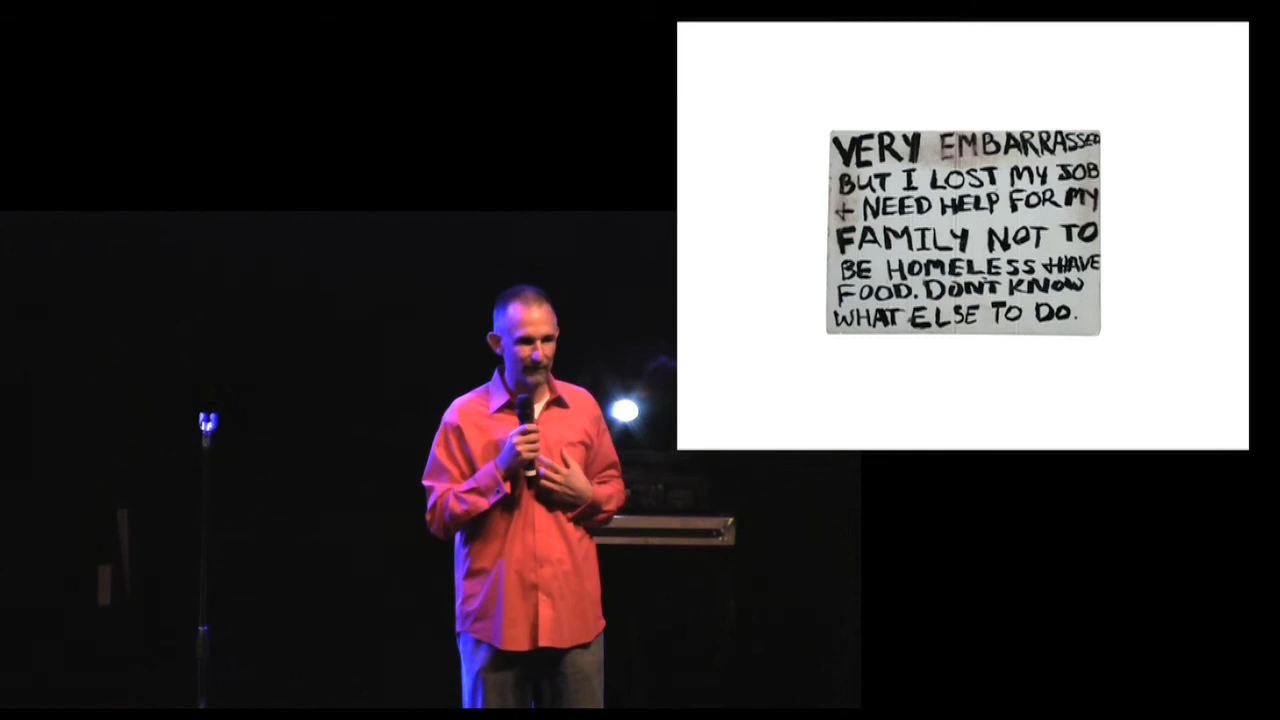 VERY EMBARRASSED
BUT I LOST MY JOB
+ NEED HELP FOR MY
FAMILY NOT TO
BE HOMELESS + HAVE
FOOD. DON'T KNOW
WHAT ELSE TO DO.